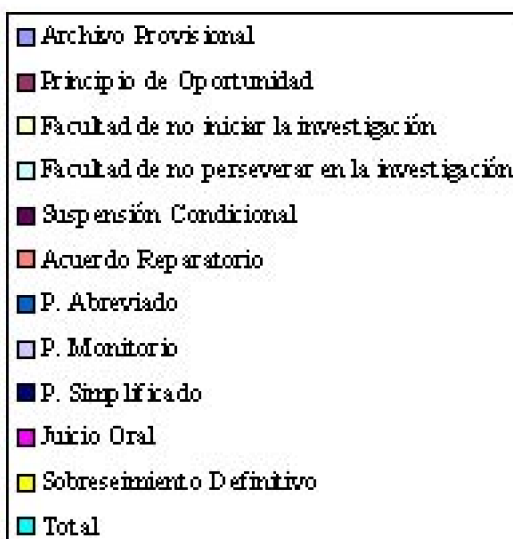 Archivo Provisional
Principio de Oportunidad
Facultad de no iniciar la investigación
Facultad de no perseverar en la investigación
Suspensión Condicional
Acuerdo Reparatorio
P. Abreviado
P. Monitorio
P. Simplificado
Juicio Oral
Sobreseimiento Definitivo
Total